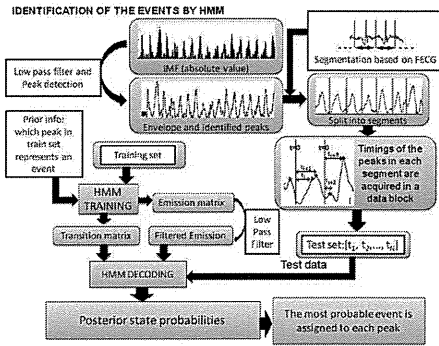 IDENTIFICATION OF THE EVENTS BY HMM
IMF (absolute value)
Segmentation based on FECG
Low pass filter and
Peak detection
Envelope and identified peaks
Split into segments
Prior info:
which peak in
train set
represents an
event
Training set
Timings of the
peaks in each
segment are
acquired in a
data block
HMM
TRAINING
Emission matrix
Low
Pass
Filter
Transition matrix
Filtered Emission
Test set:[t₁, t₂,..., tₙ]
Test data
HMM DECODING
Posterior state probabilities
The most probable event
is assigned to each peak